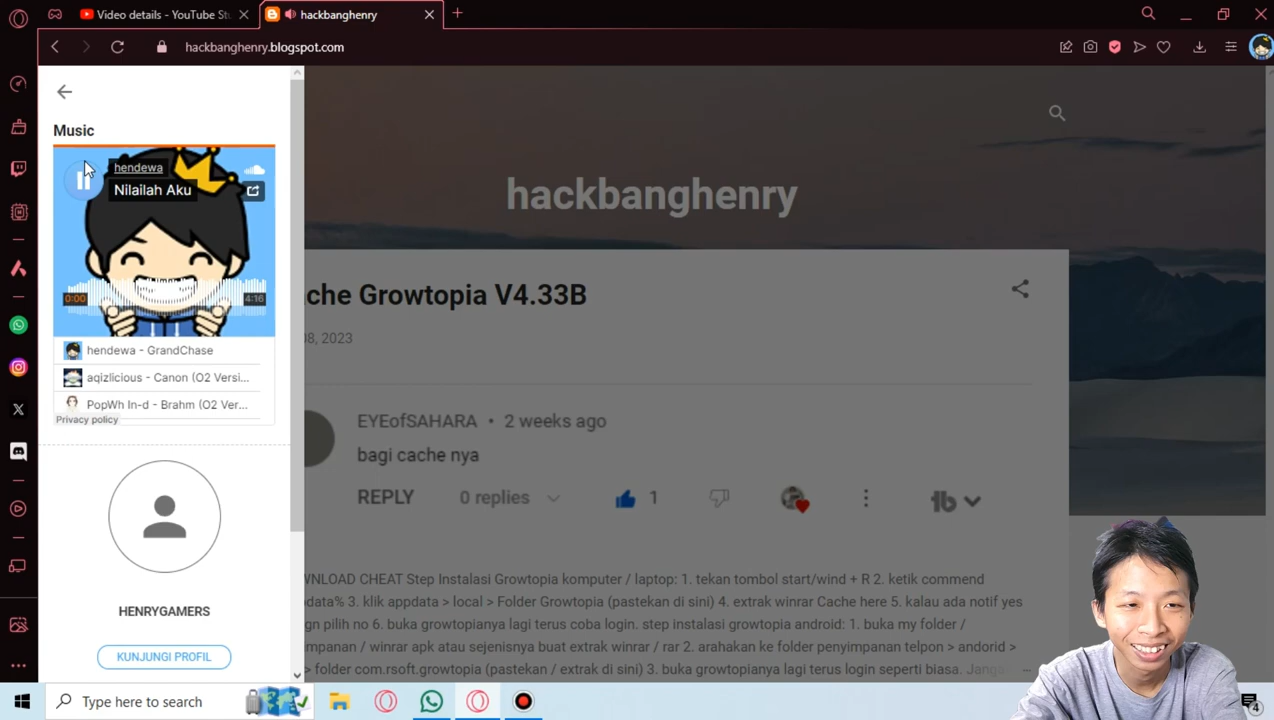 Video details - YouTube Stu
hackbanghenry
hackbanghenry.blogspot.com
Music
hendewa
Nilailah Aku
0:00
4:16
hendewa - GrandChase
aqizlicious - Canon (O2 Versi...
PopWh In-d - Brahm (O2 Ver...
Privacy policy
HENRYGAMERS
KUNJUNGI PROFIL
hackbanghenry
che Growtopia V4.33B
08, 2023
EYEofSAHARA • 2 weeks ago
bagi cache nya
REPLY 0 replies 1
WNLOAD CHEAT Step Instalasi Growtopia komputer / laptop: 1. tekan tombol start/wind + R 2. ketik commend
data% 3. klik appdata > local > Folder Growtopia (pastekan di sini) 4. extrak winrar Cache here 5. kalau ada notif yes
gn pilih no 6. buka growtopianya lagi terus coba login. step instalasi growtopia android: 1. buka my folder /
impanan / winrar apk atau sejenisnya buat extrak winrar / rar 2. arahakan ke folder penyimpanan telpon > andorid >
> folder com.rsoft.growtopia (pastekan / extrak di sini) 3. buka growtopianya lagi terus login seperti biasa.
Type here to search
4